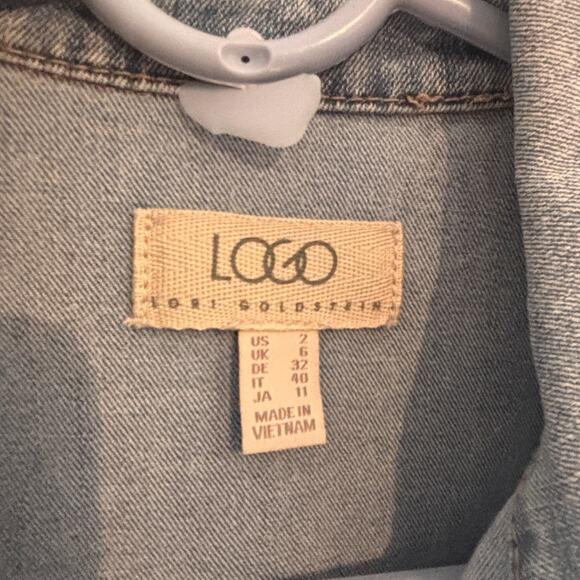 LOGO
LORI GOLDSTEIN
US 2
UK 6
DE 32
IT 40
JA 11
MADE IN
VIETNAM